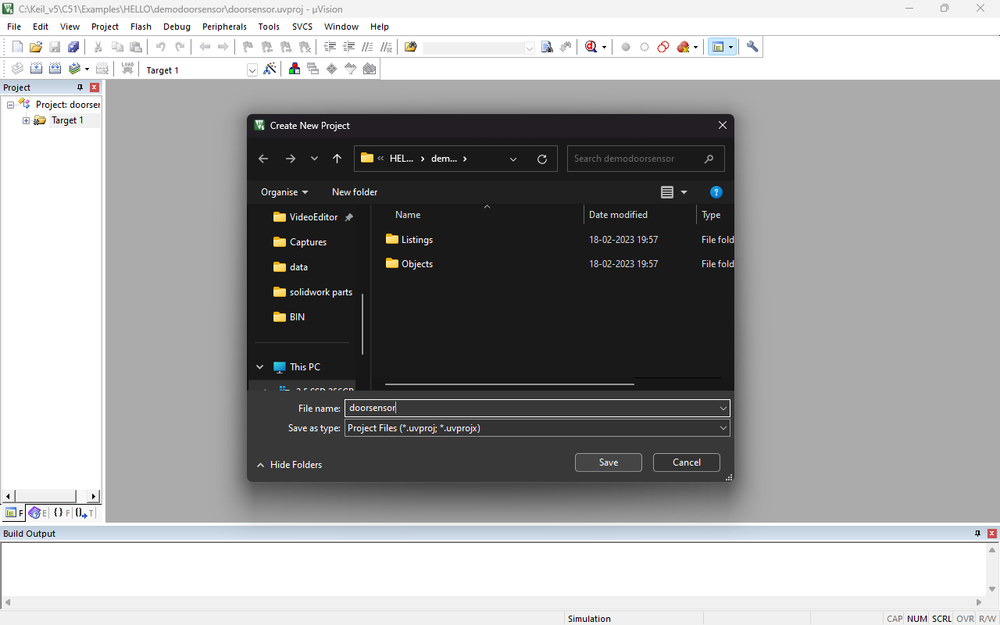 C:\Keil_v5\C51\Examples\HELLO\demodoorsensor\doorsensor.uvproj - µVision
File Edit View Project Flash Debug Peripherals Tools SVCS Window Help
LOAD
Target 1
Project
Project: doorser
Target 1
Create New Project
« HEL... › dem... ›
Search demodoorsensor
Organise New folder
Name Date modified Type
VideoEditor
Captures
data
solidwork parts
BIN
This PC
Listings 18-02-2023 19:57 File fold
Objects 18-02-2023 19:57 File fold
File name: doorsensor
Save as type: Project Files (*.uvproj; *.uvprojx)
Hide Folders
Save Cancel
F E {} F {} T
Build Output
Simulation
CAP NUM SCRL OVR R/W